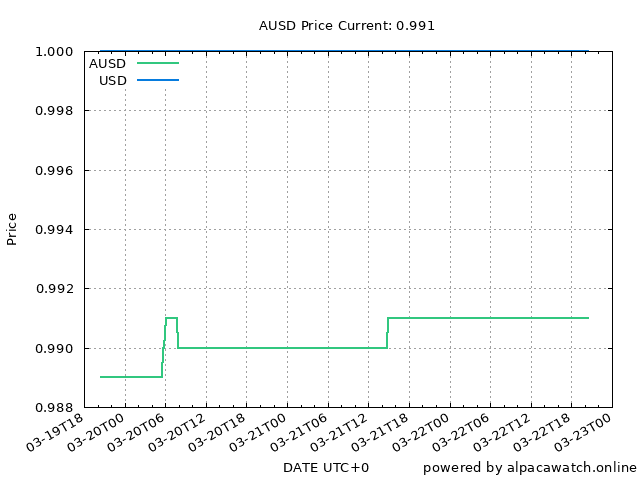 AUSD Price Current: 0.991
1.000
AUSD
USD
0.998
0.996
0.994
0.992
0.990
0.988
Price
03-19T18
03-20T00
03-20T06
03-20T12
03-20T18
03-21T00
03-21T06
03-21T12
03-21T18
03-22T00
03-22T06
03-22T12
03-22T18
03-23T00
DATE UTC+0
powered by alpacawatch.online